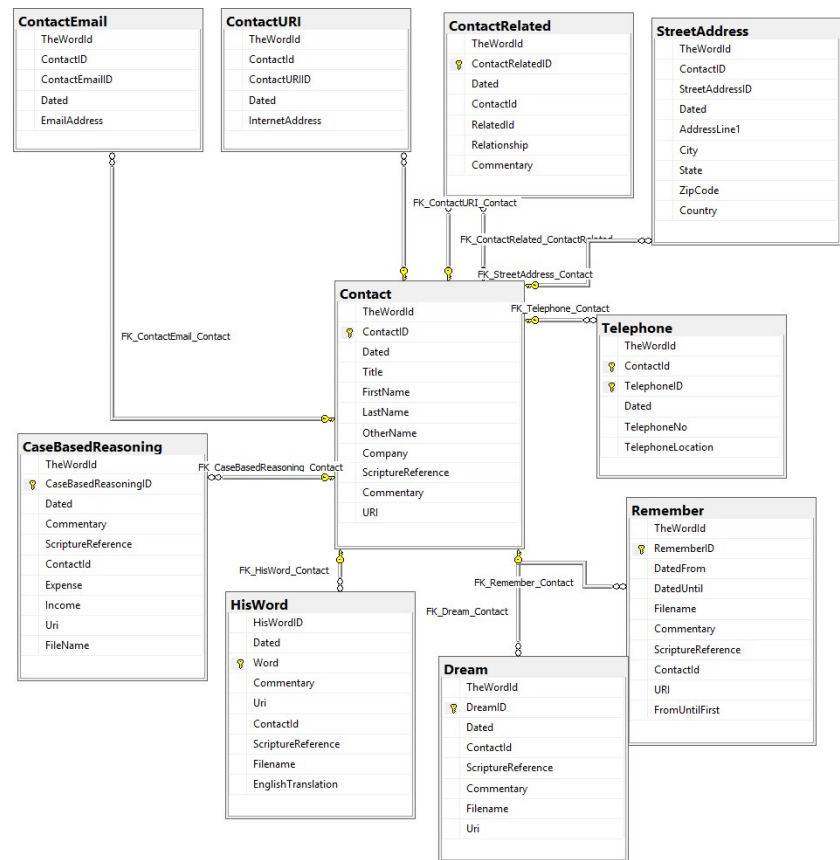 ContactEmail
TheWordId
ContactID
ContactEmailID
Dated
EmailAddress
ContactURI
TheWordId
ContactId
ContactURIID
Dated
InternetAddress
ContactRelated
TheWordId
ContactRelatedID
Dated
ContactId
RelatedId
Relationship
Commentary
StreetAddress
TheWordId
ContactID
StreetAddressID
Dated
AddressLine1
City
State
ZipCode
Country
FK_ContactURI_Contact
FK_ContactRelated_ContactRelated
FK_StreetAddress_Contact
FK_Telephone_Contact
FK_ContactEmail_Contact
Contact
TheWordId
ContactID
Dated
Title
FirstName
LastName
OtherName
Company
ScriptureReference
Commentary
URI
Telephone
TheWordId
ContactId
TelephoneID
Dated
TelephoneNo
TelephoneLocation
CaseBasedReasoning
TheWordId
CaseBasedReasoningID
Dated
Commentary
ScriptureReference
ContactId
Expense
Income
Uri
FileName
FK_CaseBasedReasoning_Contact
FK_HisWord_Contact
FK_Remember_Contact
FK_Dream_Contact
HisWord
HisWordID
Dated
Word
Commentary
Uri
ContactId
ScriptureReference
Filename
EnglishTranslation
Dream
TheWordId
DreamID
Dated
ContactId
ScriptureReference
Commentary
Filename
Uri
Remember
TheWordId
RememberID
DatedFrom
DatedUntil
Filename
Commentary
ScriptureReference
ContactId
URI
FromUntilFirst